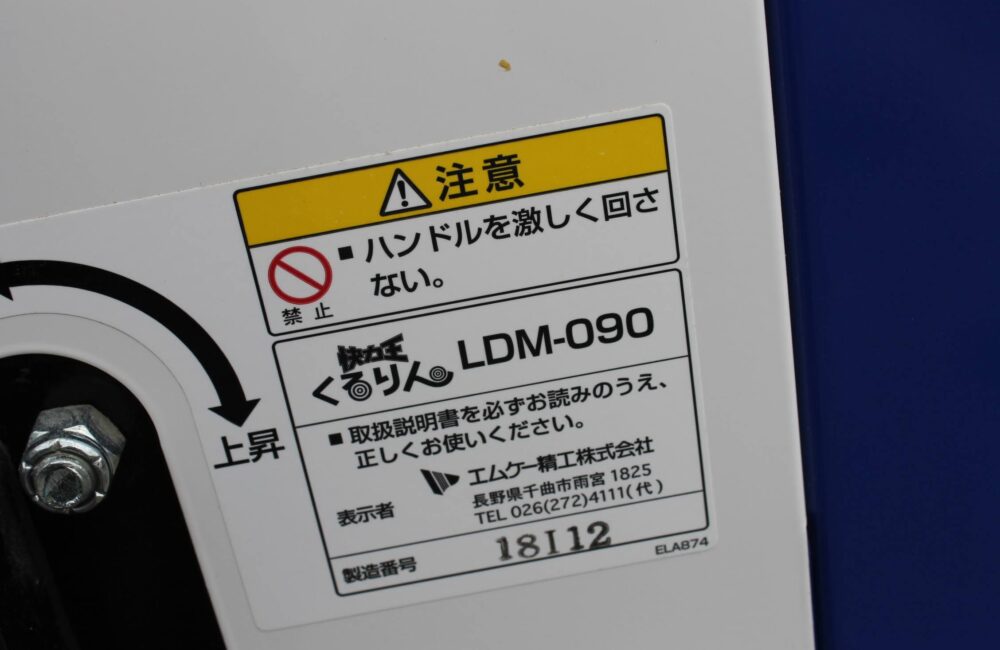 注意
■ ハンドルを激しく回さ
ない。
禁止
快力王
くるりん LDM-090
■ 取扱説明書を必ずお読みのうえ、
正しくお使いください。
エムケー精工株式会社
表示者 長野県千曲市雨宮 1825
TEL 026(272)4111(代)
製造番号 18I12
ELA874
上昇